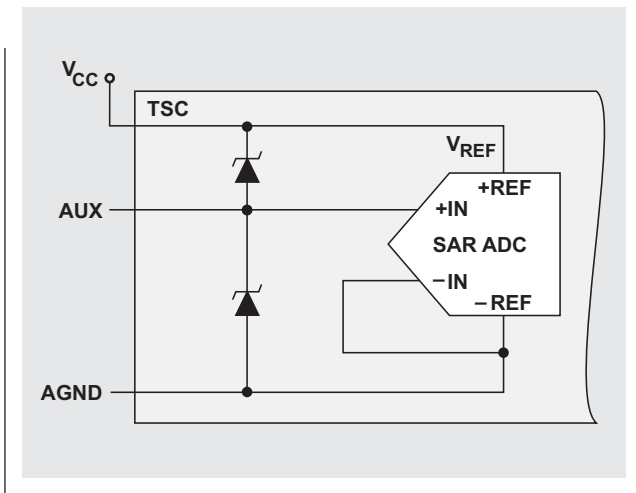 VCC
TSC
VREF
+REF
AUX
+IN
SAR ADC
–IN
–REF
AGND